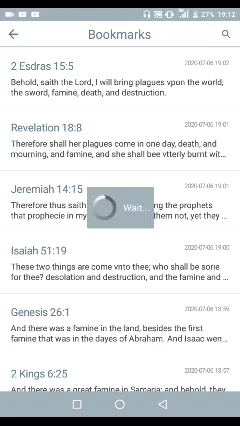 27% 19:12
Bookmarks
2 Esdras 15:5
2020-07-06 19:02
Behold, saith the Lord, I will bring plagues vpon the world;
the sword, famine, death, and destruction.
Revelation 18:8
2020-07-06 19:01
Therefore shall her plagues come in one day, death, and
mourning, and famine, and she shall bee vtterly burnt wit...
Jeremiah 14:15
2020-07-06 19:01
Therefore thus saith ng the prophets
that prophecie in my them not, yet they ...
Wait...
Isaiah 51:19
2020-07-06 19:00
These two things are come vnto thee; who shall be sorie
for thee? desolation and destruction, and the famine and ...
Genesis 26:1
2020-07-06 18:59
And there was a famine in the land, besides the first
famine that was in the dayes of Abraham. And Isaac wen...
2 Kings 6:25
2020-07-06 18:57
And there was a great famine in Samaria: and behold, they